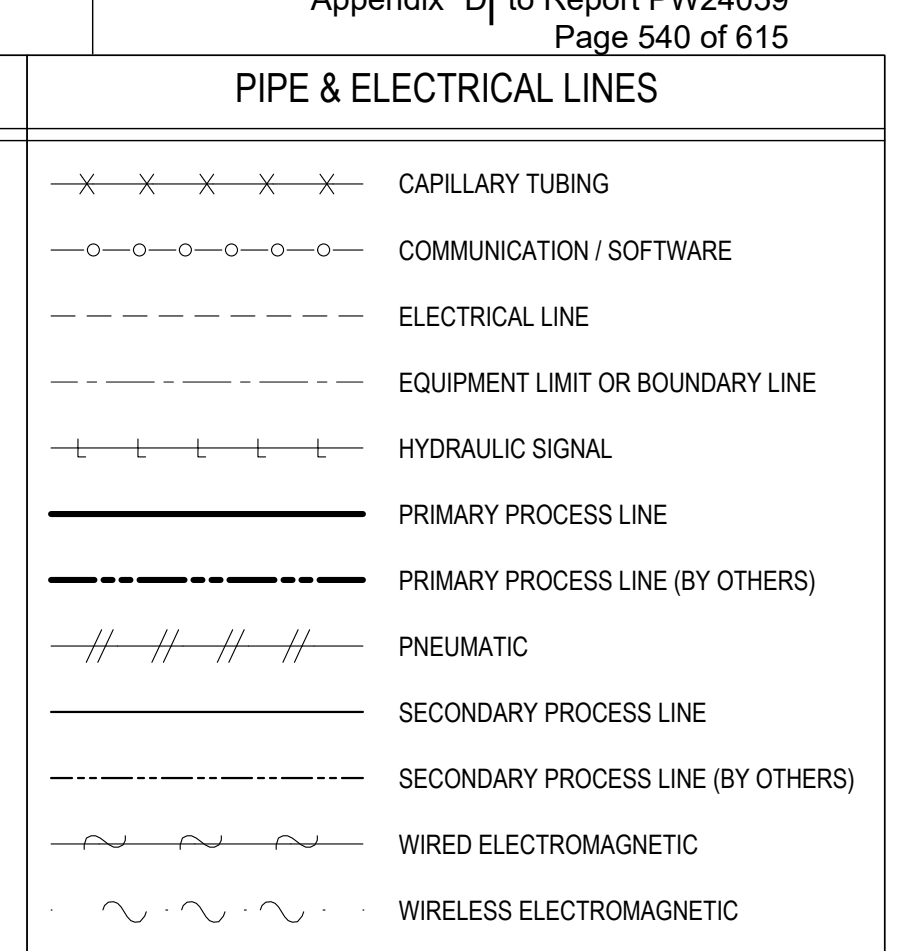 Appendix "D" to Report PW24059
Page 540 of 615
PIPE & ELECTRICAL LINES
CAPILLARY TUBING
COMMUNICATION / SOFTWARE
ELECTRICAL LINE
EQUIPMENT LIMIT OR BOUNDARY LINE
HYDRAULIC SIGNAL
PRIMARY PROCESS LINE
PRIMARY PROCESS LINE (BY OTHERS)
PNEUMATIC
SECONDARY PROCESS LINE
SECONDARY PROCESS LINE (BY OTHERS)
WIRED ELECTROMAGNETIC
WIRELESS ELECTROMAGNETIC